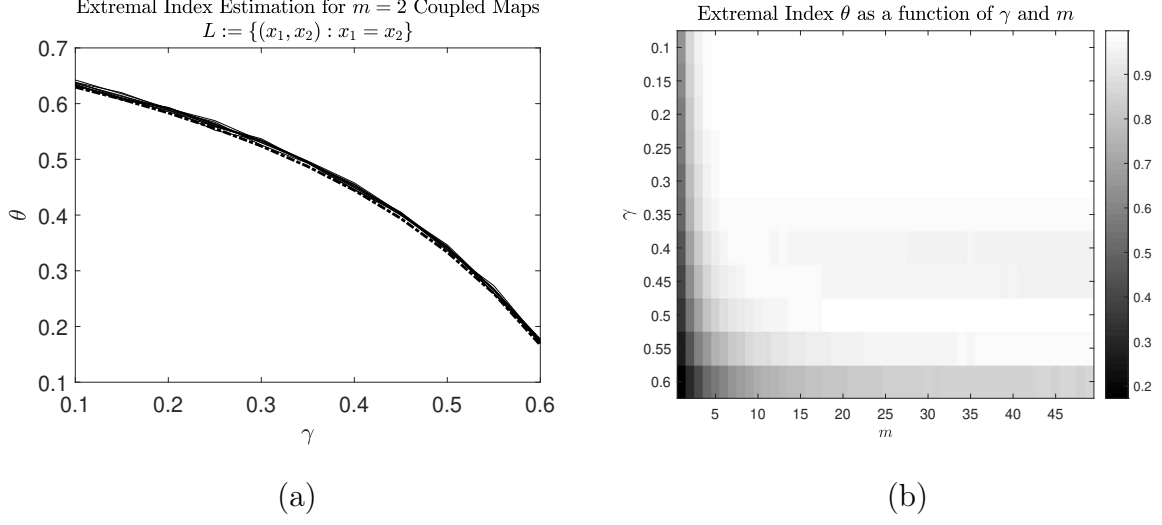 Extremal Index Estimation for m = 2 Coupled Maps
L := {(x₁, x₂) : x₁ = x₂}
0.7
0.6
0.5
0.4
0.3
0.2
0.1
θ
0.1 0.2 0.3 0.4 0.5 0.6
γ
(a)
Extremal Index θ as a function of γ and m
0.1
0.15
0.2
0.25
0.3
0.35
0.4
0.45
0.5
0.55
0.6
γ
5 10 15 20 25 30 35 40 45
m
0.9
0.8
0.7
0.6
0.5
0.4
0.3
0.2
(b)